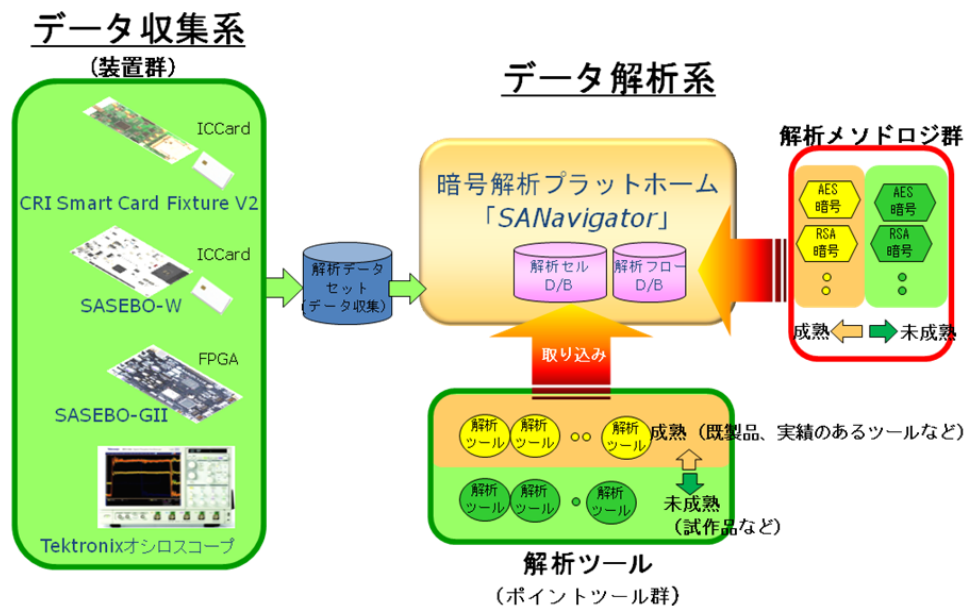 データ収集系
(装置群)
ICCard
CRI Smart Card Fixture V2
ICCard
SASEBO-W
FPGA
SASEBO-GII
Tektronixオシロスコープ
解析データ
セット
(データ収集)
データ解析系
暗号解析プラットホーム
「SANavigator」
解析セル
D/B
解析フロー
D/B
取り込み
解析メソドロジ群
AES
暗号
AES
暗号
RSA
暗号
RSA
暗号
成熟
未成熟
解析
ツール
解析
ツール
解析
ツール
成熟（既製品、実績のあるツールなど）
解析
ツール
解析
ツール
解析
ツール
未成熟
（試作品など）
解析ツール
（ポイントツール群）